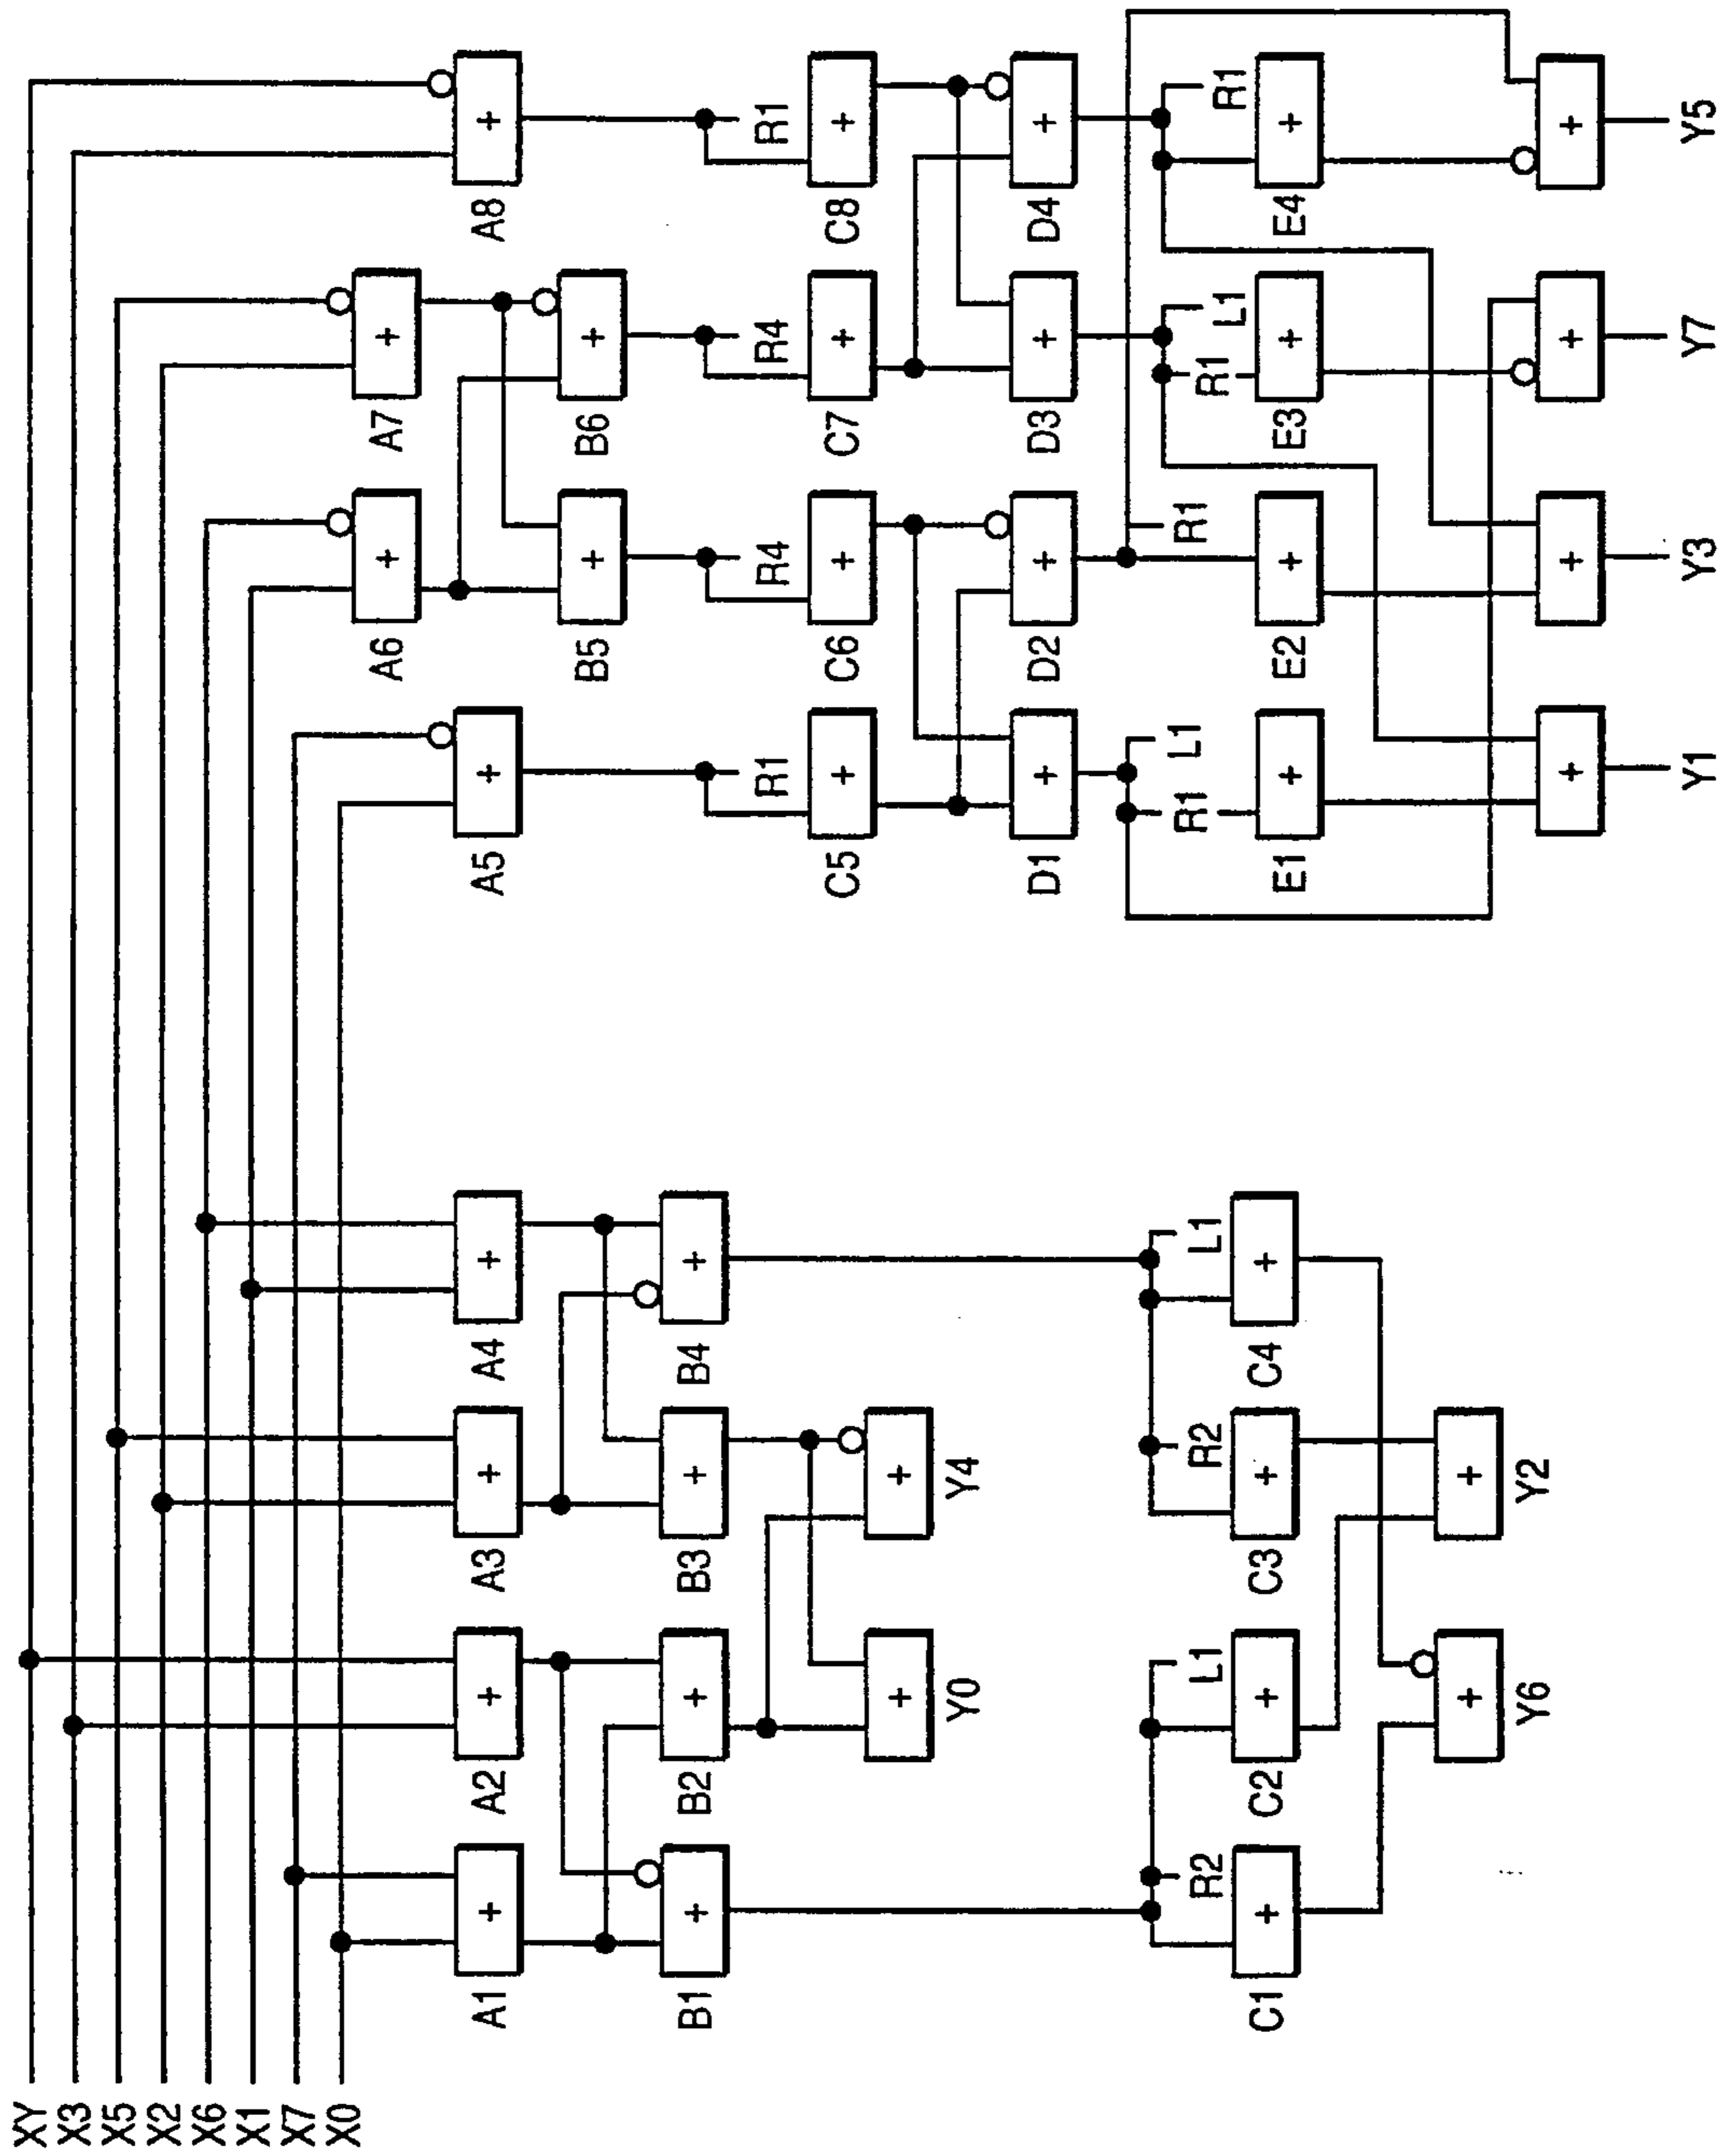 XY
X3
X5
X2
X6
X1
X7
X0
+ + + +
A7 A6
+ + + + + +
A8 A5 A4 A3 A2 A1
+ + + + + +
B6 B5 B4 B3 B2 B1
R1 R4 R4 R1
+ + + + + +
C8 C7 C6 C5 Y4 Y0
+ + + +
D4 D3 D2 D1
R1 L1 R1 R1 L1 R1 L1 R2 L1 R2
+ + + + + + + +
E4 E3 E2 E1 C4 C3 C2 C1
+ +
Y2 Y6
+ + + +
Y5 Y7 Y3 Y1